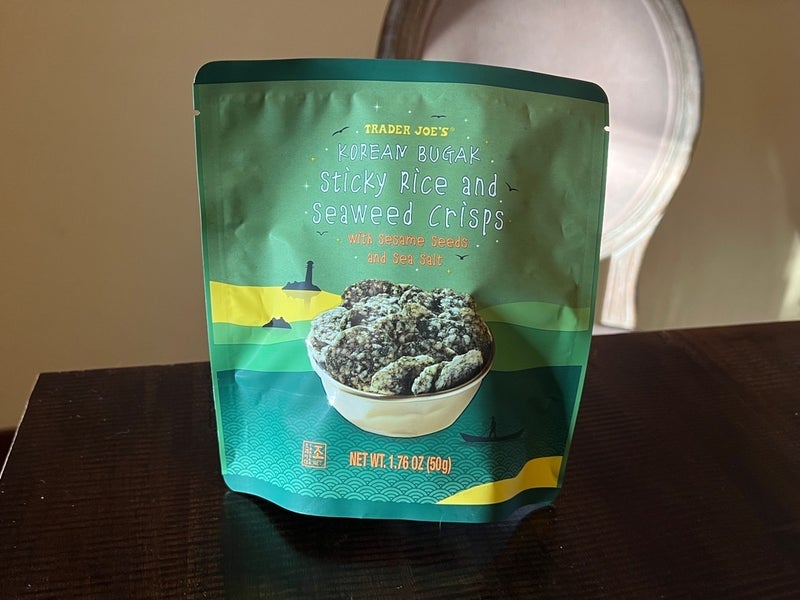 TRADER JOE'S®
KOREAN BUGAK
Sticky Rice and
Seaweed Crisps
with Sesame Seeds
and Sea Salt
조
NET WT. 1.76 OZ (50g)